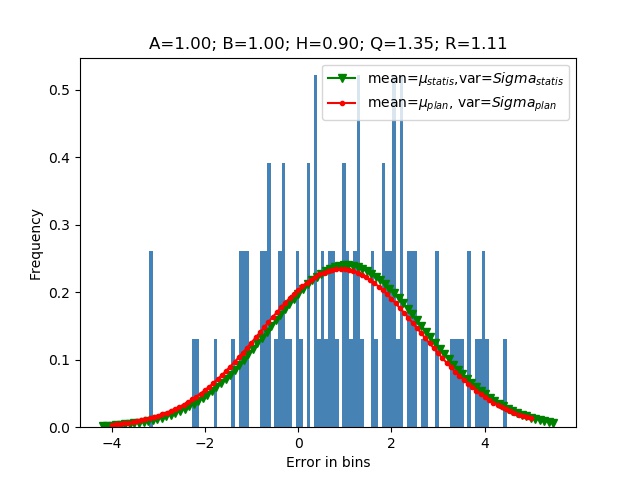 A=1.00; B=1.00; H=0.90; Q=1.35; R=1.11
mean=μstatis,var=Sigmastatis
mean=μplan, var=Sigmaplan
0.5
0.4
0.3
0.2
0.1
0.0
Frequency
−4
−2
0
2
4
Error in bins